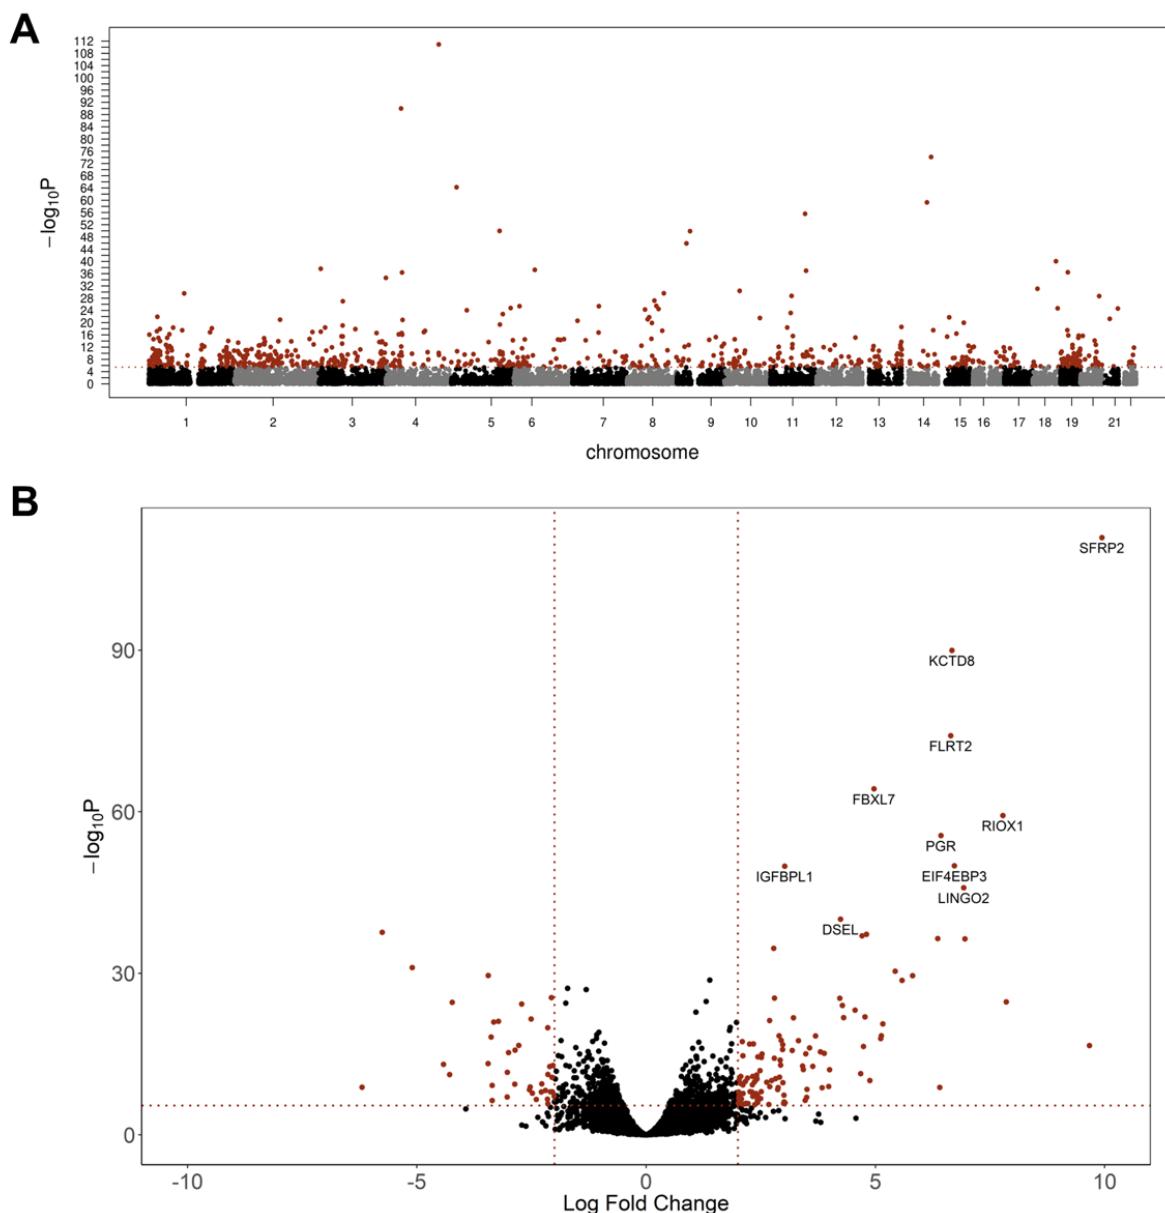 A
112
108
104
100
96
92
88
84
80
76
72
68
64
60
56
52
48
44
40
36
32
28
24
20
16
12
8
4
0
−log10P
1 2 3 4 5 6 7 8 9 10 11 12 13 14 15 16 17 18 19 21
chromosome
B
SFRP2
90
KCTD8
FLRT2
FBXL7
60
RIOX1
−log10P
PGR
IGFBPL1
EIF4EBP3
LINGO2
DSEL
30
0
-10 -5 0 5 10
Log Fold Change